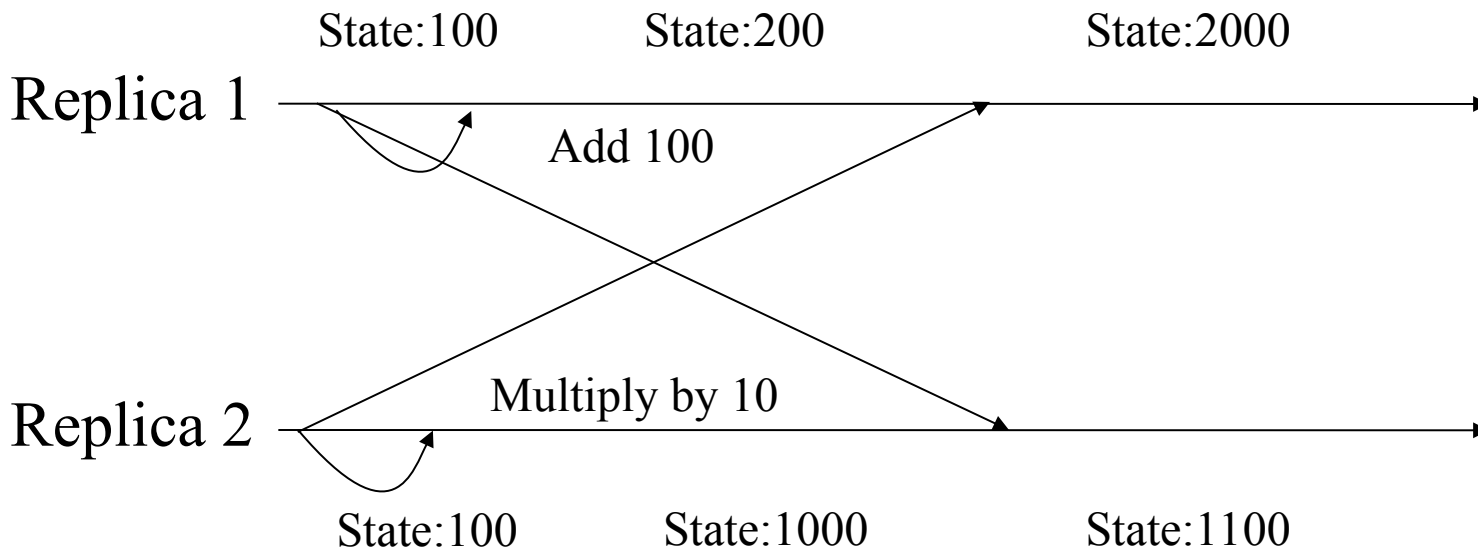 State:100 State:200 State:2000
Replica 1
Add 100
Multiply by 10
Replica 2
State:100 State:1000 State:1100